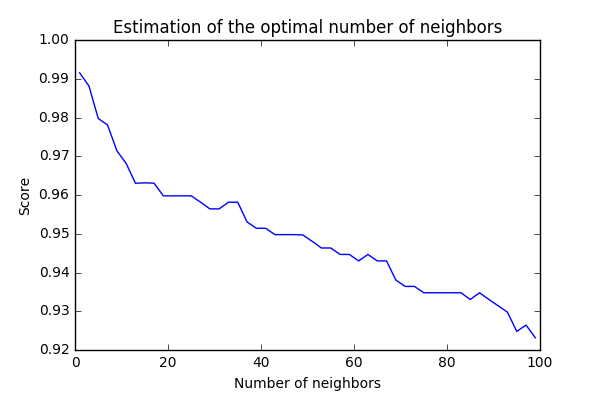 Estimation of the optimal number of neighbors
1.00
0.99
0.98
0.97
0.96
0.95
0.94
0.93
0.92
Score
0 20 40 60 80 100
Number of neighbors